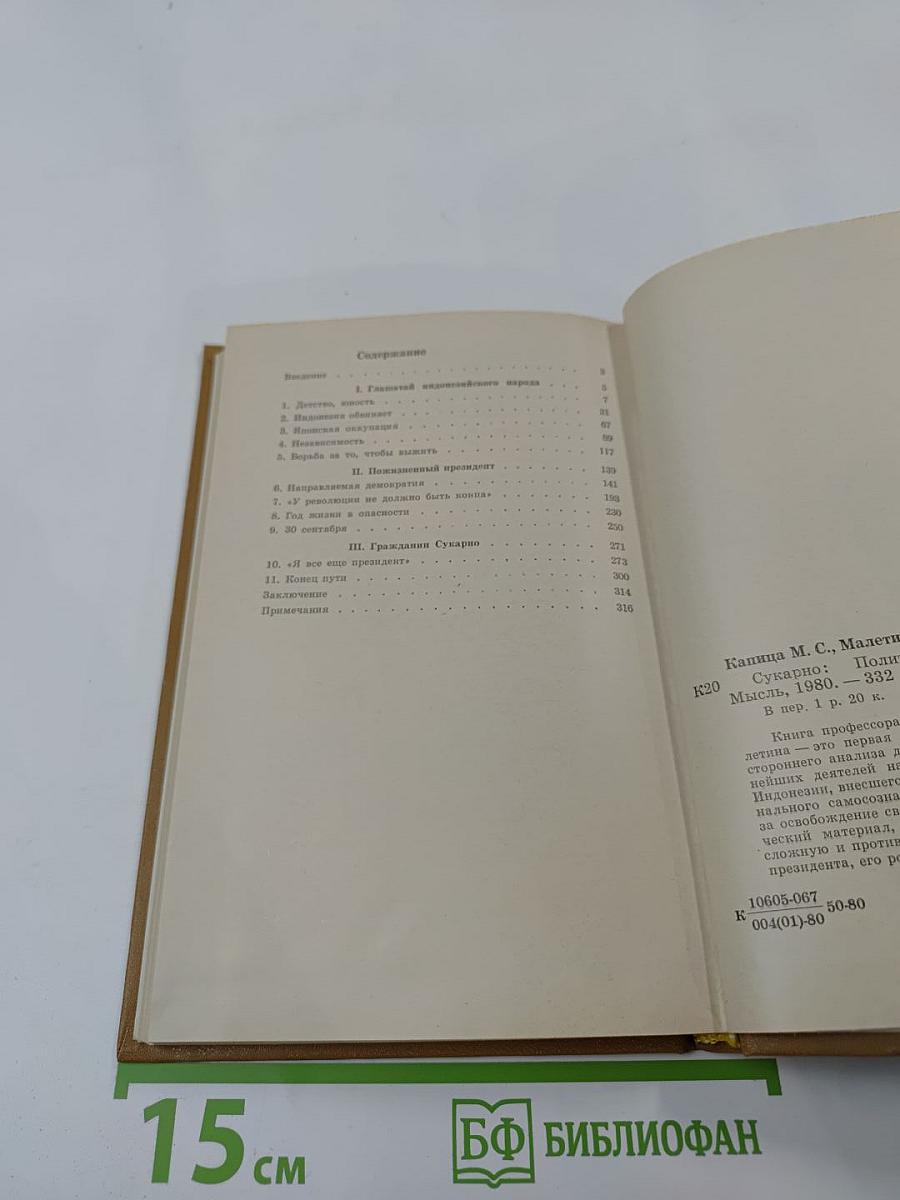 Содержание
Введение 3
I. Глашатай индонезийского народа 5
1. Детство, юность 7
2. Индонезия обвиняет 31
3. Японская оккупация 67
4. Независимость 89
5. Борьба за то, чтобы выжить 117
II. Пожизненный президент 139
6. Направляемая демократия 141
7. «У революции не должно быть конца» 193
8. Год жизни в опасности 230
9. 30 сентября 250
III. Гражданин Сукарно 271
10. «Я все еще президент» 273
11. Конец пути 300
Заключение 314
Примечания 316
Капица М. С., Малети
К20 Сукарно: Полит
Мысль, 1980. — 332
В пер. 1 р. 20 к.
Книга профессора
летина — это первая
стороннего анализа д
нейших деятелей на
Индонезии, внесшего
нального самосозна
за освобождение св
ческий материал,
сложную и против
президента, его ро
К 10605-067 50-80
004(01)-80
15 см
БФ БИБЛИОФАН